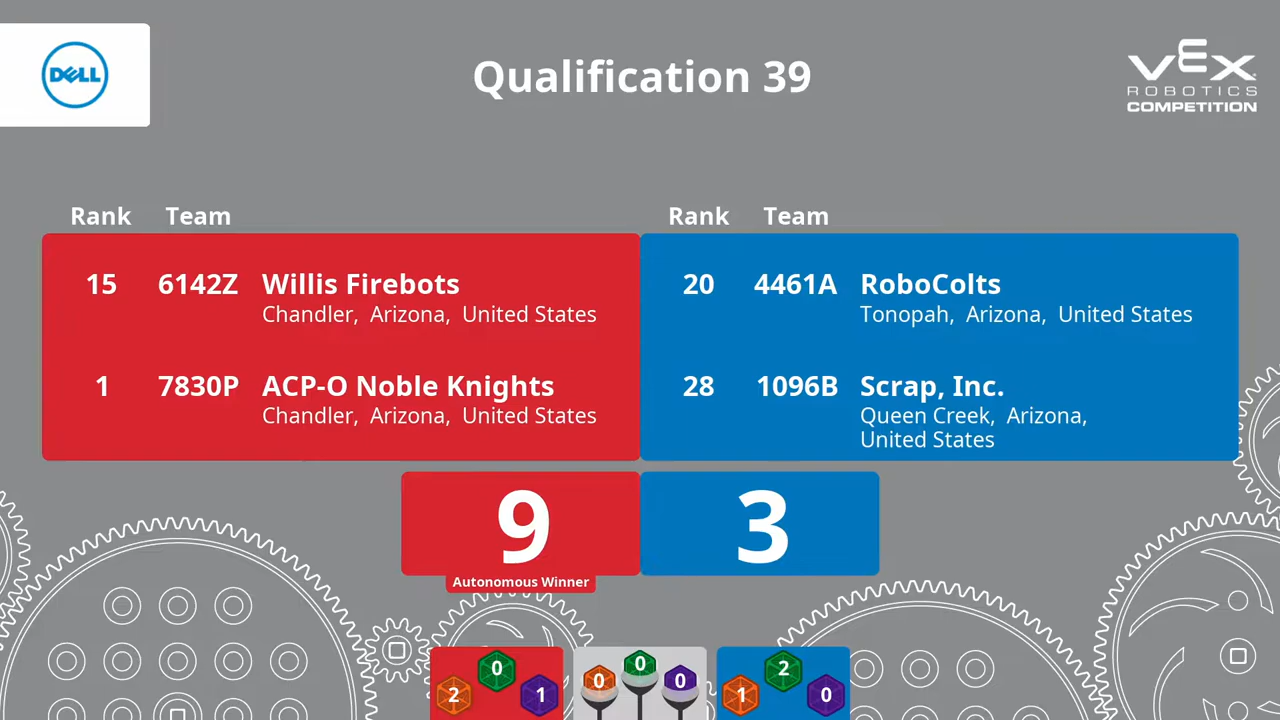 DELL
Qualification 39
VEX
ROBOTICS
COMPETITION
Rank Team
15 6142Z Willis Firebots
Chandler, Arizona, United States
1 7830P ACP-O Noble Knights
Chandler, Arizona, United States
Rank Team
20 4461A RoboColts
Tonopah, Arizona, United States
28 1096B Scrap, Inc.
Queen Creek, Arizona,
United States
9 3
Autonomous Winner
2 0 1
0 0 0
1 2 0